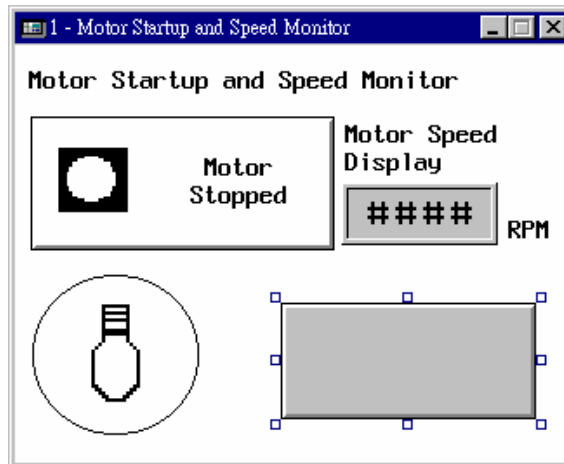 1 - Motor Startup and Speed Monitor
Motor Startup and Speed Monitor
Motor
Stopped
Motor Speed
Display
####
RPM